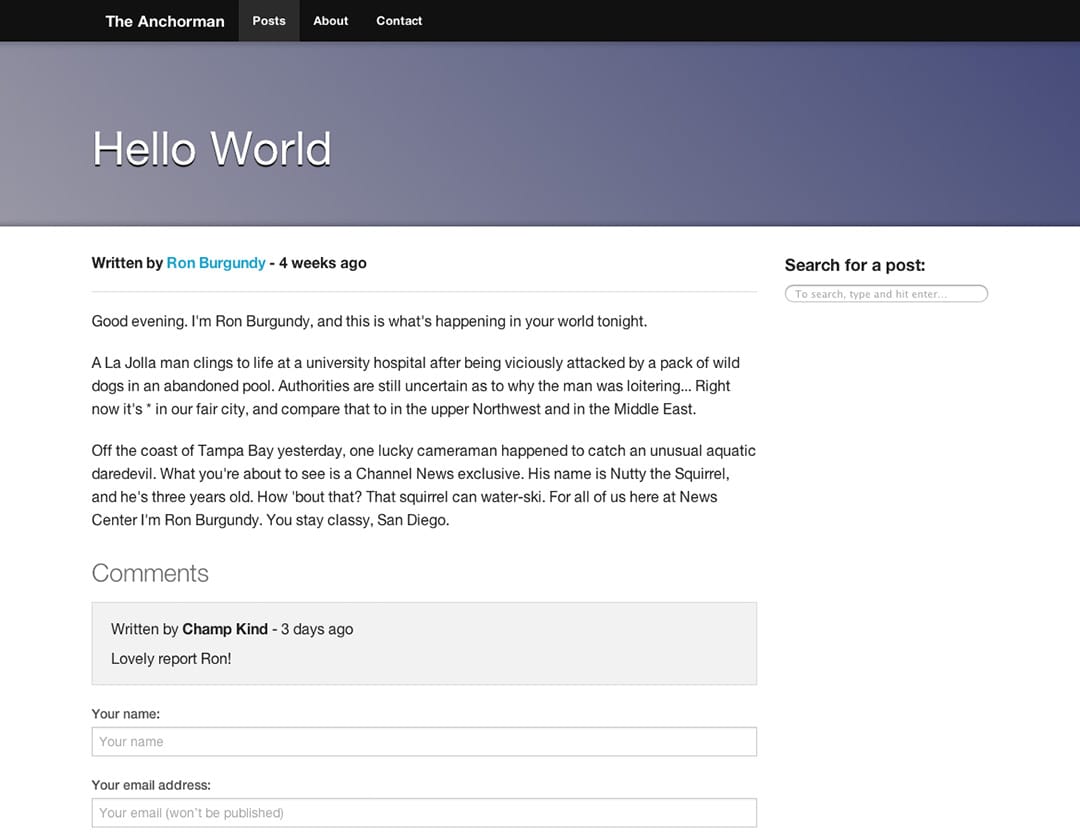 The Anchorman Posts About Contact
Hello World
Written by Ron Burgundy - 4 weeks ago
Good evening. I'm Ron Burgundy, and this is what's happening in your world tonight.
A La Jolla man clings to life at a university hospital after being viciously attacked by a pack of wild
dogs in an abandoned pool. Authorities are still uncertain as to why the man was loitering... Right
now it's * in our fair city, and compare that to in the upper Northwest and in the Middle East.
Off the coast of Tampa Bay yesterday, one lucky cameraman happened to catch an unusual aquatic
daredevil. What you're about to see is a Channel News exclusive. His name is Nutty the Squirrel,
and he's three years old. How 'bout that? That squirrel can water-ski. For all of us here at News
Center I'm Ron Burgundy. You stay classy, San Diego.
Comments
Written by Champ Kind - 3 days ago
Lovely report Ron!
Your name:
Your name
Your email address:
Your email (won't be published)
Search for a post:
To search, type and hit enter...